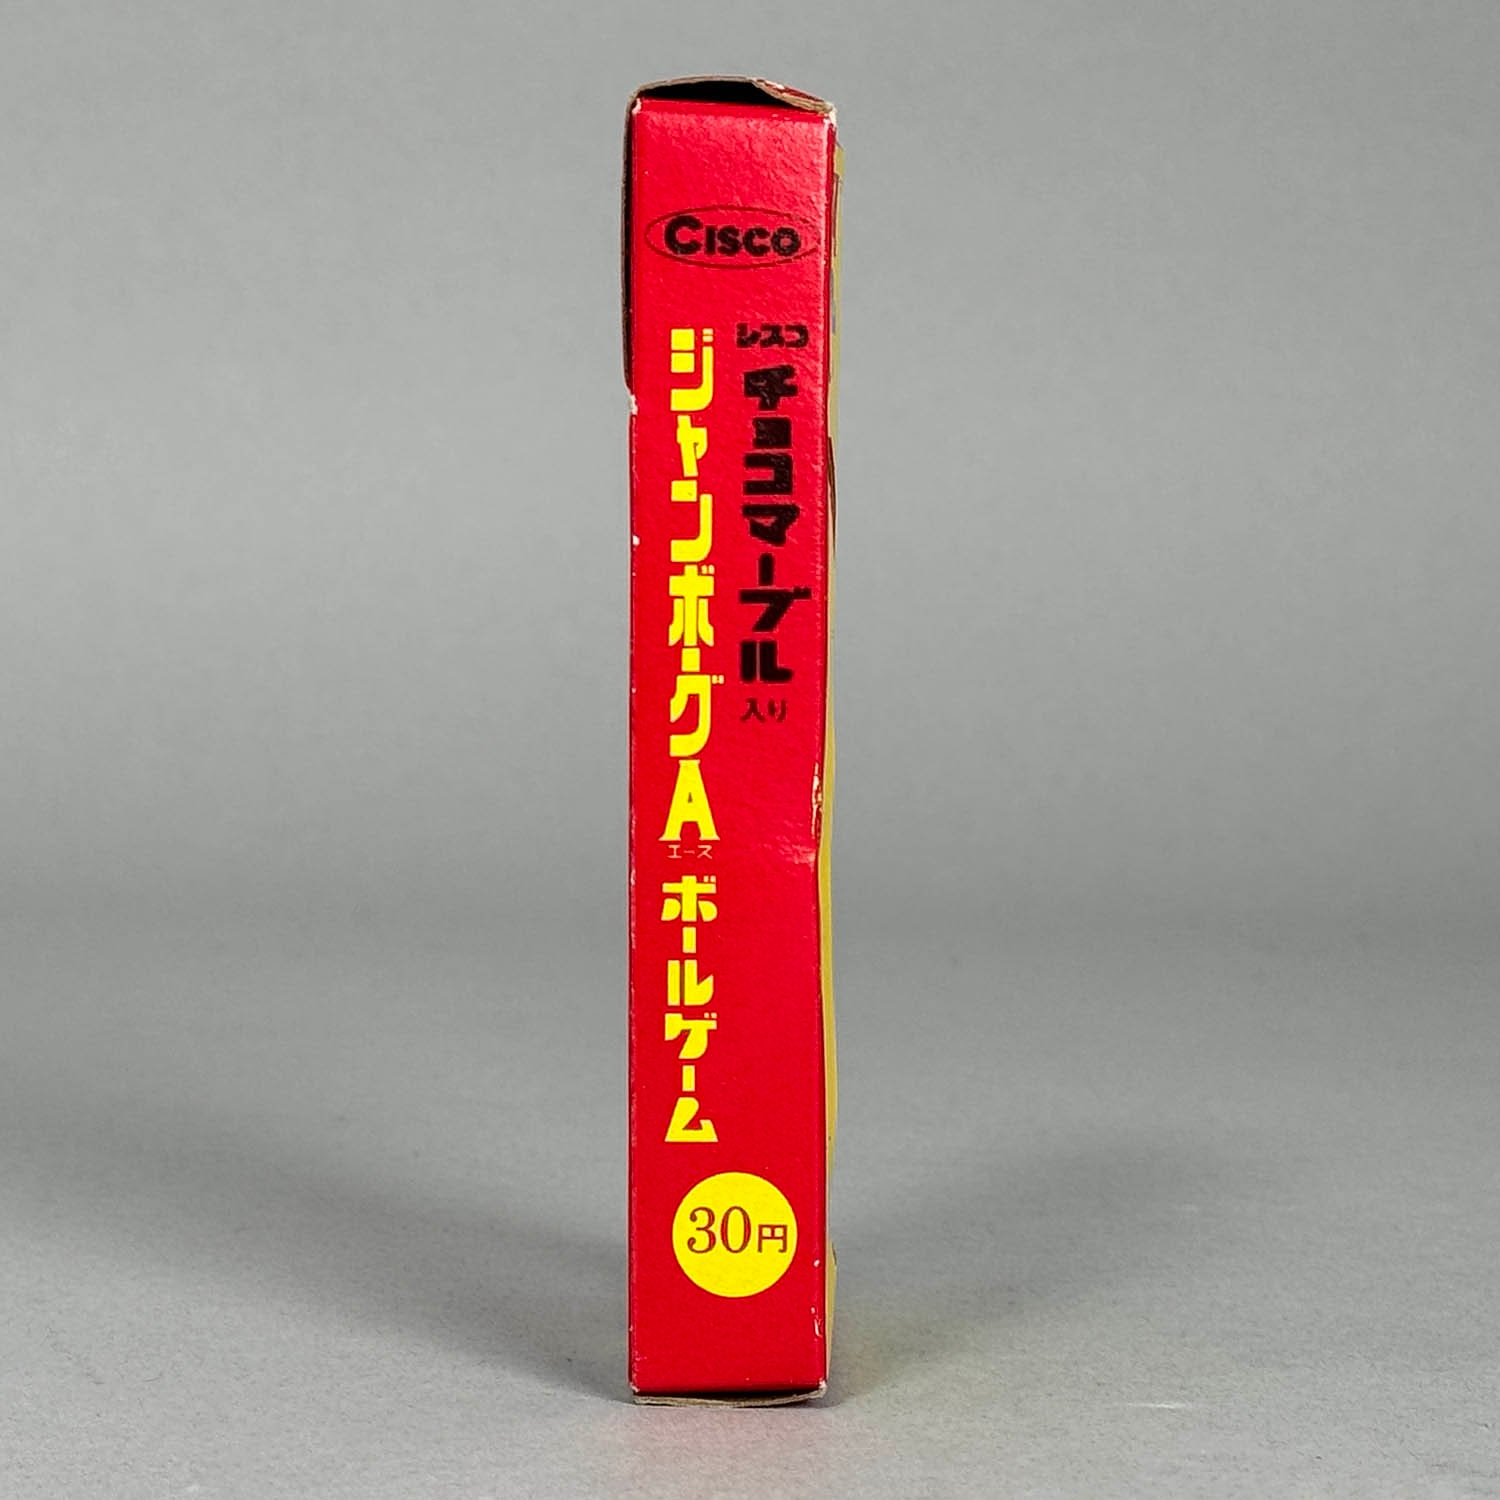 CISCO
シスコ
チョコマーブル
入り
ジャンボーグA
エース
ボールゲーム
30円